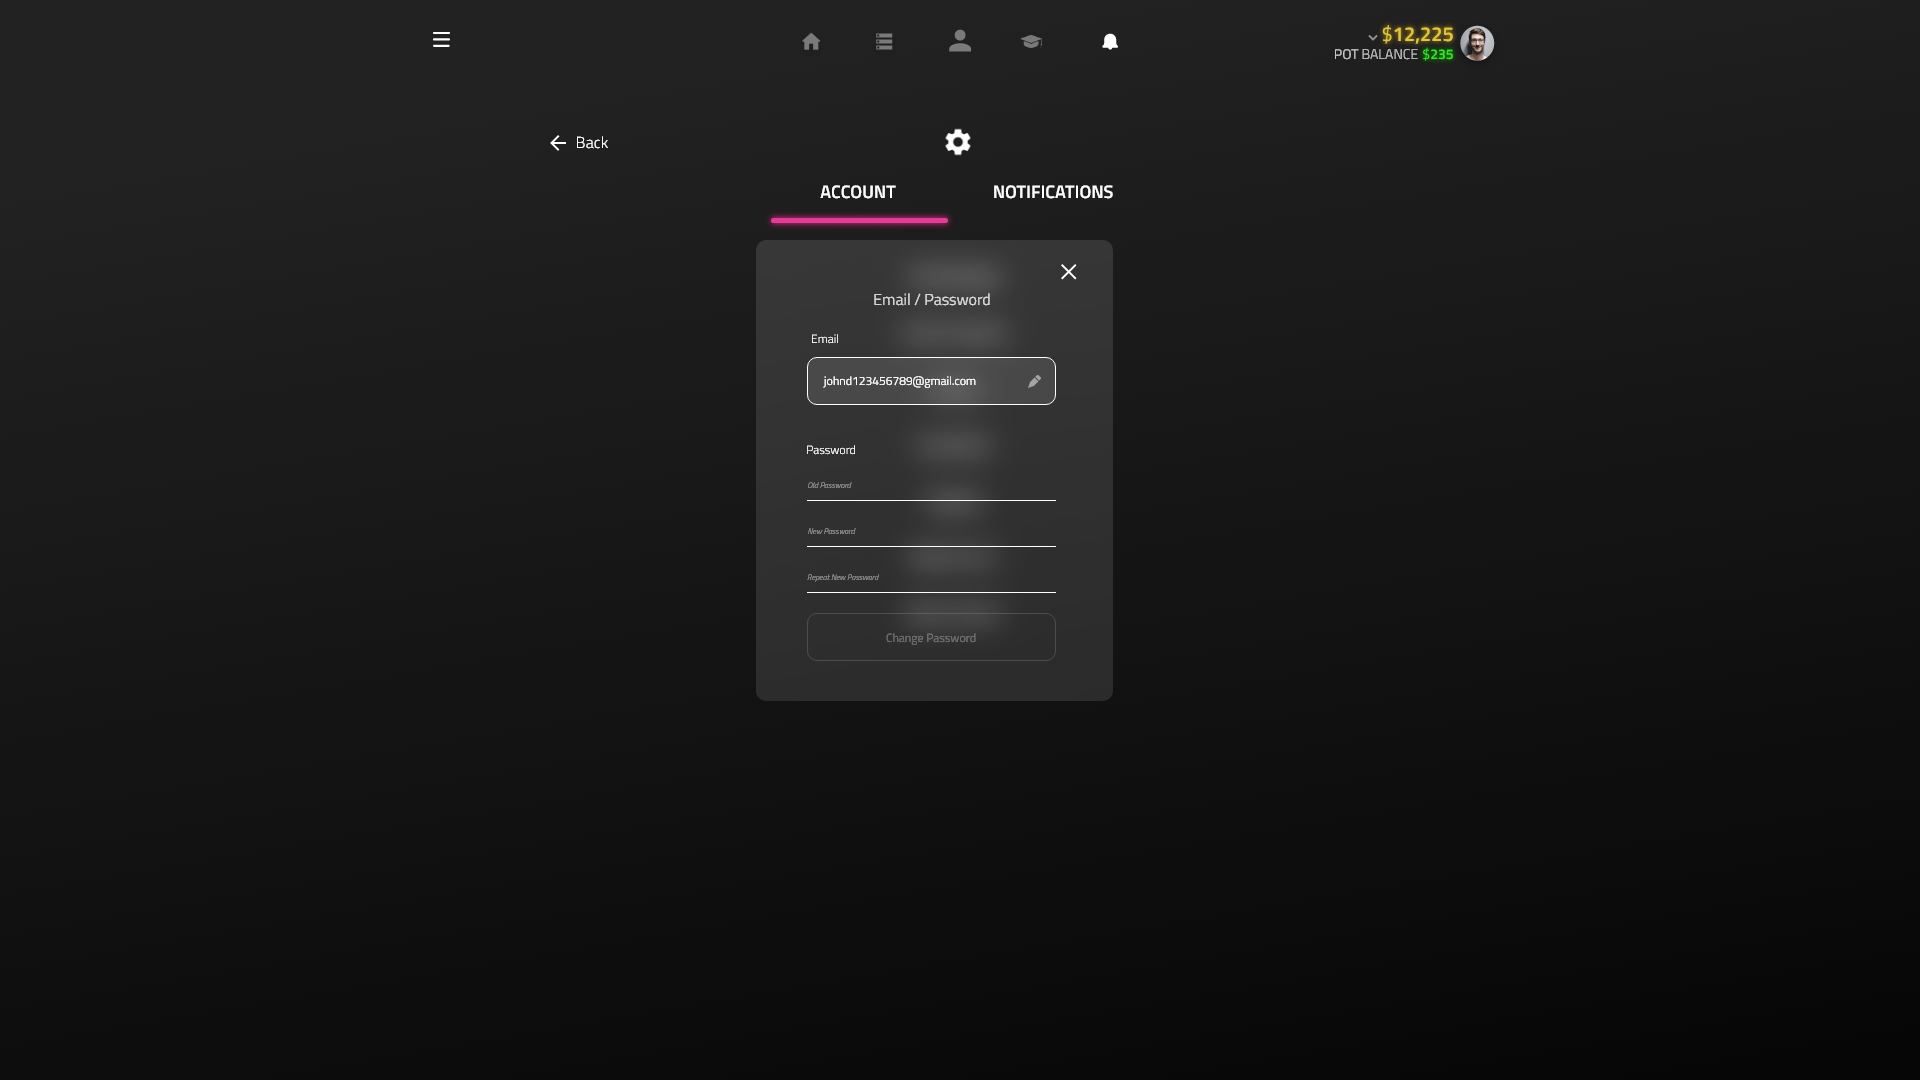 $12,225
POT BALANCE $235
Back
ACCOUNT
NOTIFICATIONS
Email / Password
Email
johnd123456789@gmail.com
Password
Old Password
New Password
Repeat New Password
Change Password